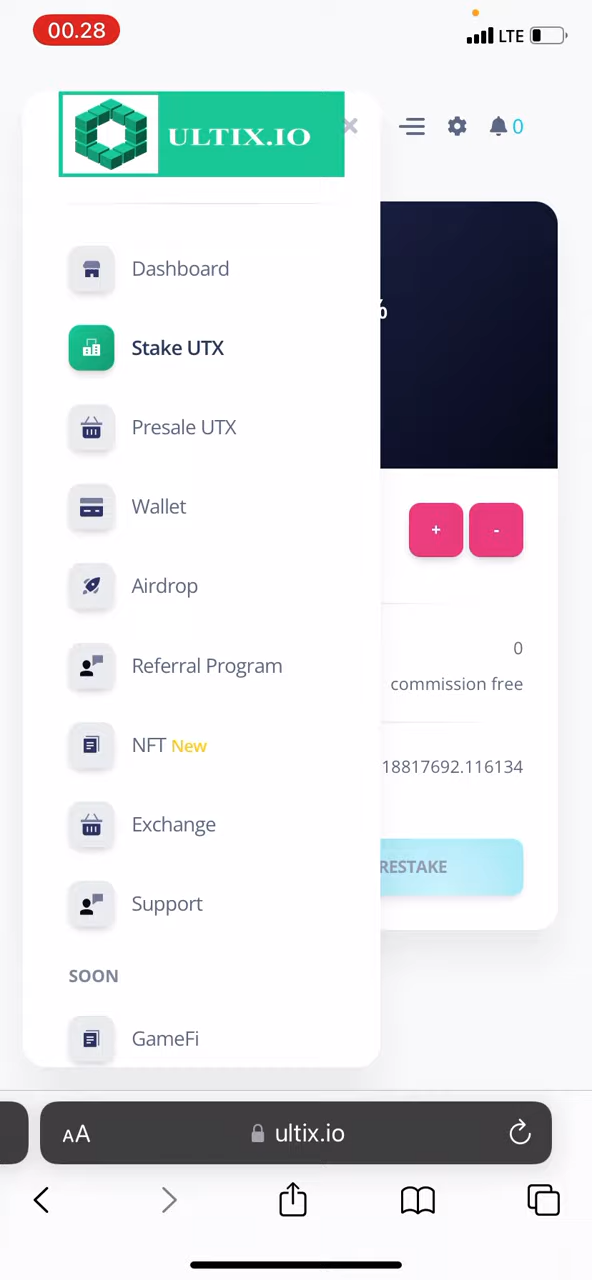 00.28
LTE
ULTIX.IO
0
Dashboard
%
Stake UTX
Presale UTX
Wallet
+
-
Airdrop
0
Referral Program
commission free
NFT New
18817692.116134
Exchange
RESTAKE
Support
SOON
GameFi
AA
ultix.io